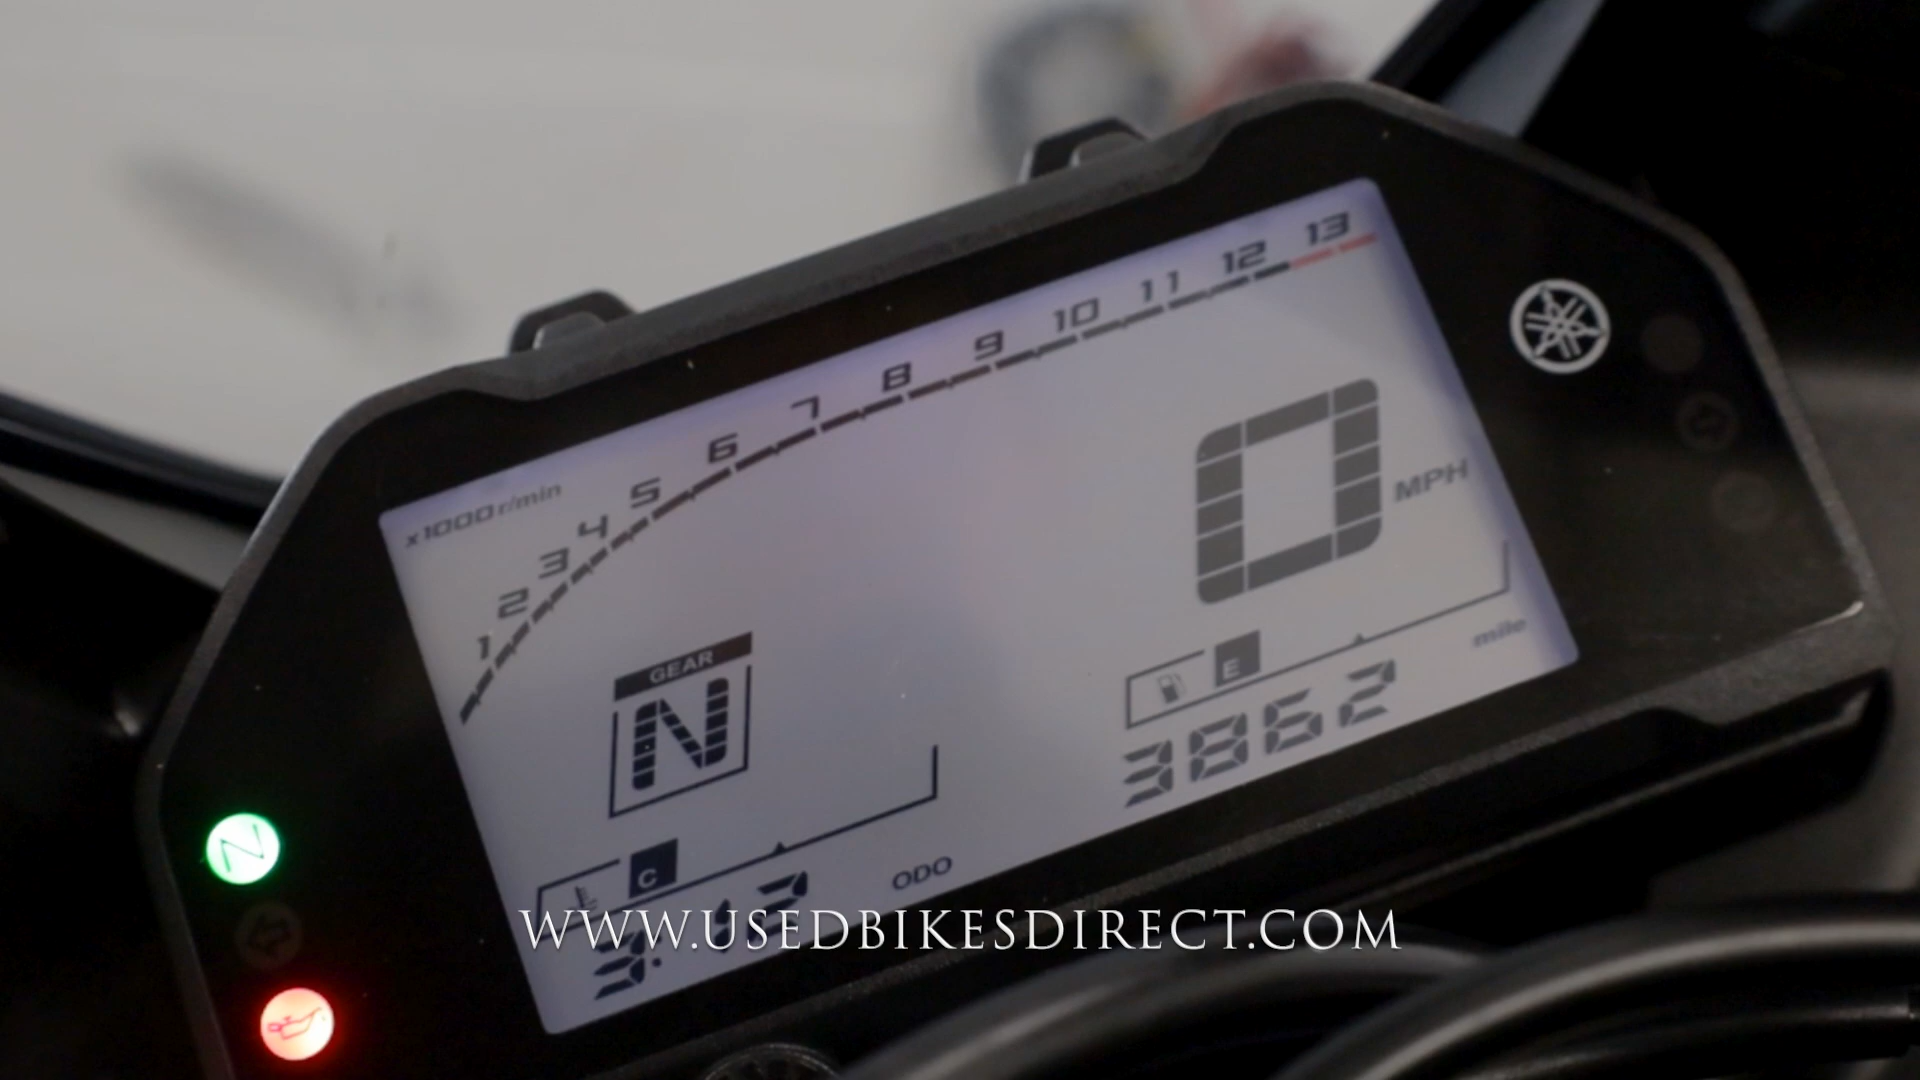 x1000 r/min
1 2 3 4 5 6 7 8 9 10 11 12 13
0 MPH
GEAR
N
E
mile
3862
C
ODO
N
WWW.USEDBIKESDIRECT.COM